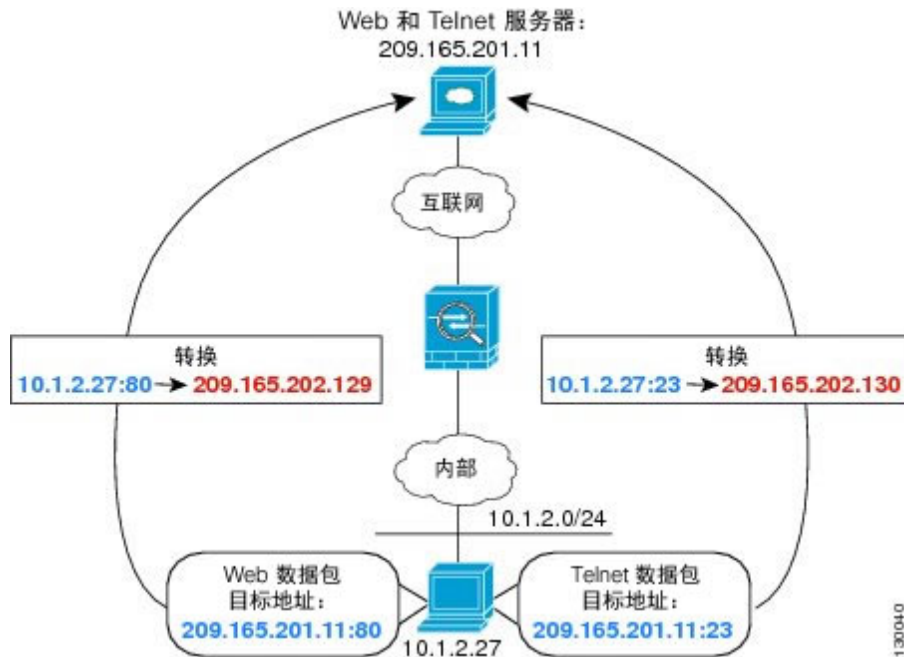 Web 和 Telnet 服务器:
209.165.201.11
互联网
转换
10.1.2.27:80 209.165.202.129
转换
10.1.2.27:23 209.165.202.130
内部
10.1.2.0/24
Web 数据包
目标地址:
209.165.201.11:80
Telnet 数据包
目标地址:
209.165.201.11:23
10.1.2.27
130040